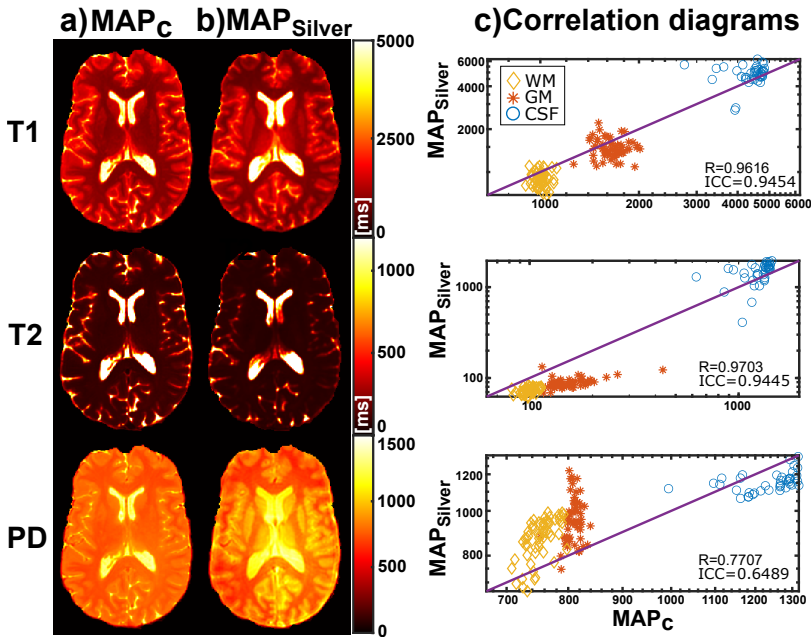 a)MAPC b)MAPSilver c)Correlation diagrams
T1
5000
2500
0
[ms]
MAPSilver
6000
4000
2000
WM
GM
CSF
R=0.9616
ICC=0.9454
1000 2000 3000 4000 5000 6000
T2
1000
500
0
[ms]
MAPSilver
1000
100
R=0.9703
ICC=0.9445
100 1000
PD
1500
1000
500
0
MAPSilver
1200
1000
800
R=0.7707
ICC=0.6489
700 800 900 1000 1100 1200 1300
MAPC